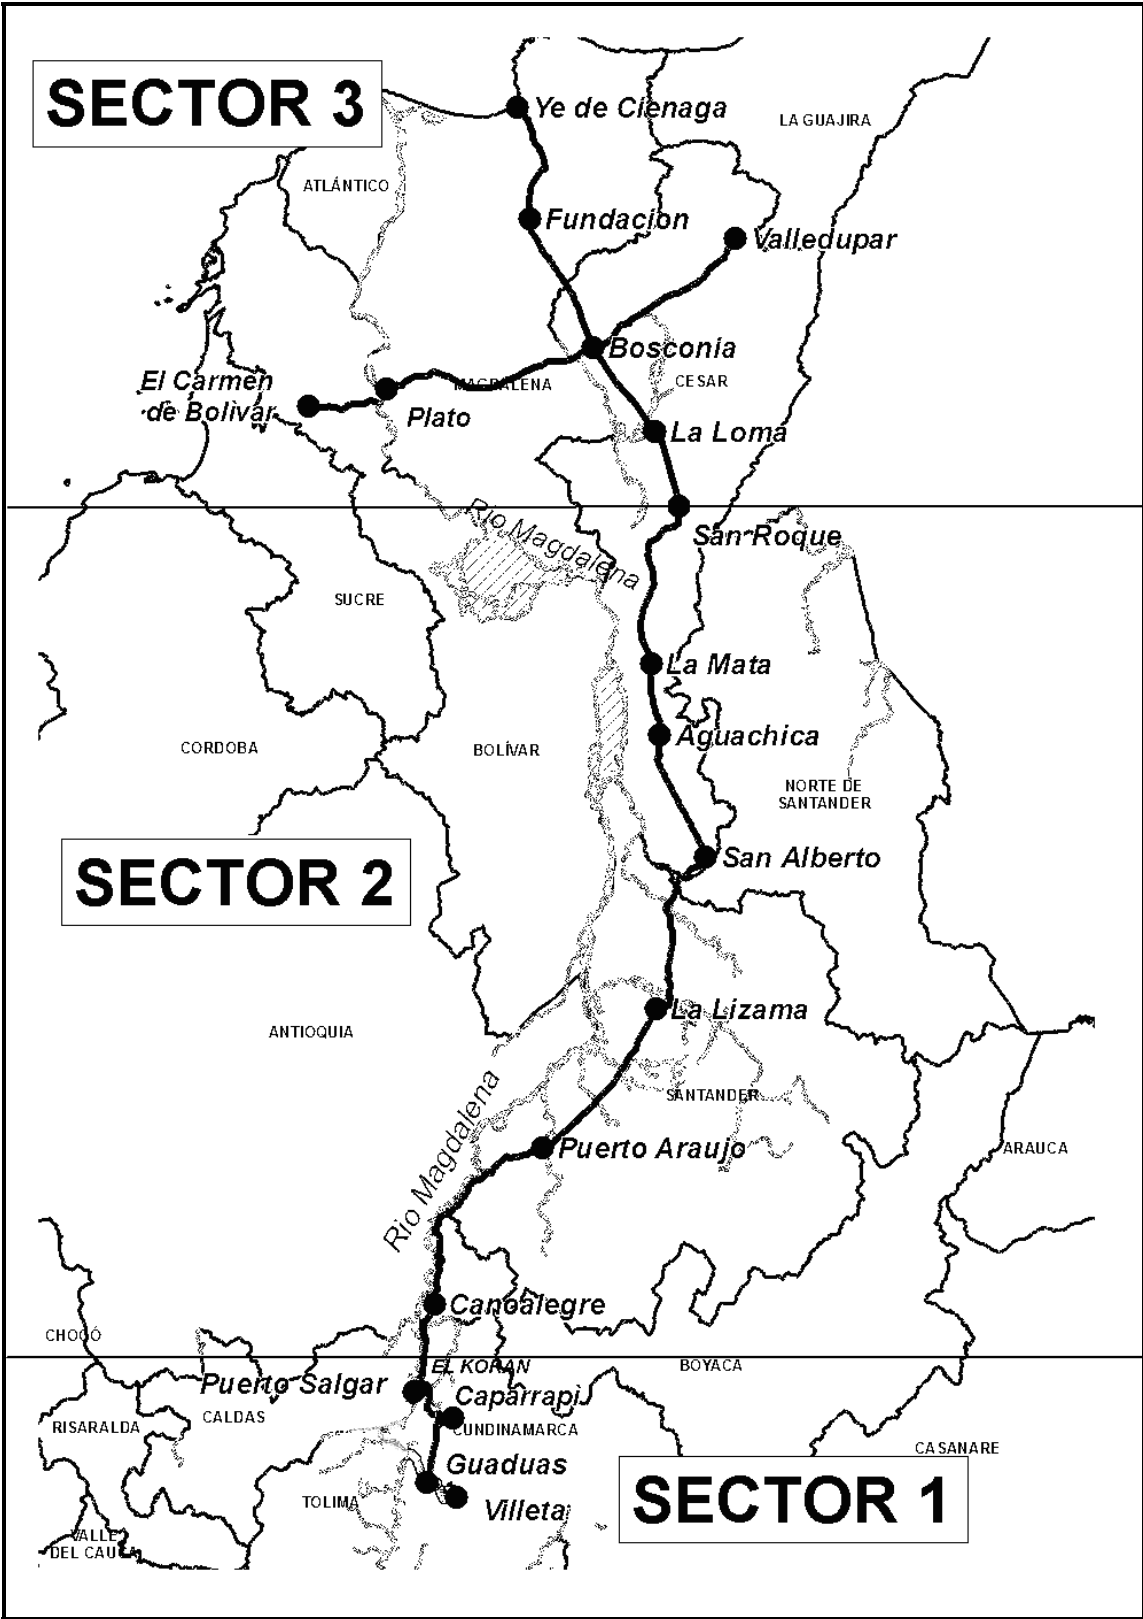 SECTOR 3
Ye de Cienaga
LA GUAJIRA
ATLÁNTICO
Fundacion
Valledupar
Bosconia
El Carmen
de Bolivar
MAGDALENA
CESAR
Plato
La Loma
Rio Magdalena
San Roque
SUCRE
La Mata
Aguachica
CORDOBA
BOLÍVAR
NORTE DE
SANTANDER
SECTOR 2
San Alberto
La Lizama
ANTIOQUIA
SANTANDER
Rio Magdalena
Puerto Araujo
ARAUCA
Canoalegre
CHOCÓ
EL KORAN
BOYACA
Puerto Salgar
Caparrapi
RISARALDA
CALDAS
CUNDINAMARCA
CASANARE
Guaduas
SECTOR 1
TOLIMA
Villeta
VALLE
DEL CAUCA